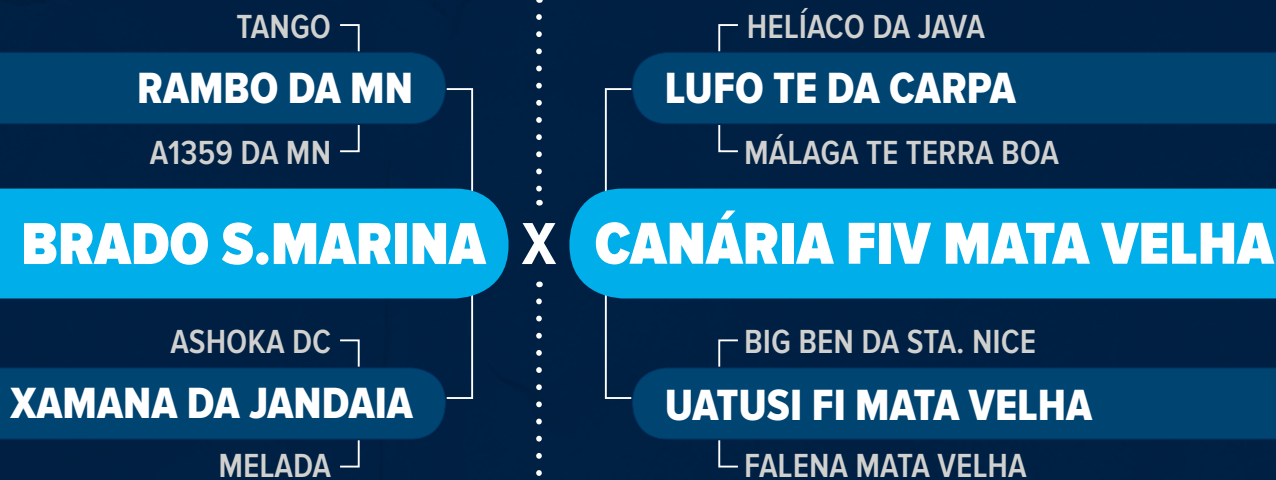 TANGO
HELÍACO DA JAVA
RAMBO DA MN
LUFO TE DA CARPA
A1359 DA MN
MÁLAGA TE TERRA BOA
BRADO S.MARINA X CANÁRIA FIV MATA VELHA
ASHOKA DC
BIG BEN DA STA. NICE
XAMANA DA JANDAIA
UATUSI FI MATA VELHA
MELADA
FALENA MATA VELHA